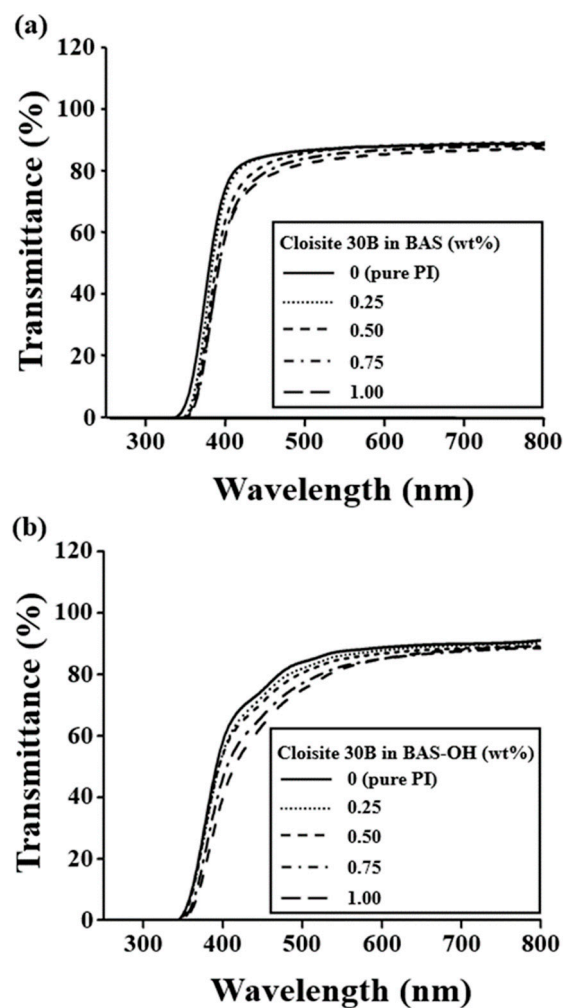 (a)
120
100
80
60
40
20
0
Transmittance (%)
Cloisite 30B in BAS (wt%)
0 (pure PI)
0.25
0.50
0.75
1.00
300 400 500 600 700 800
Wavelength (nm)
(b)
120
100
80
60
40
20
0
Transmittance (%)
Cloisite 30B in BAS-OH (wt%)
0 (pure PI)
0.25
0.50
0.75
1.00
300 400 500 600 700 800
Wavelength (nm)